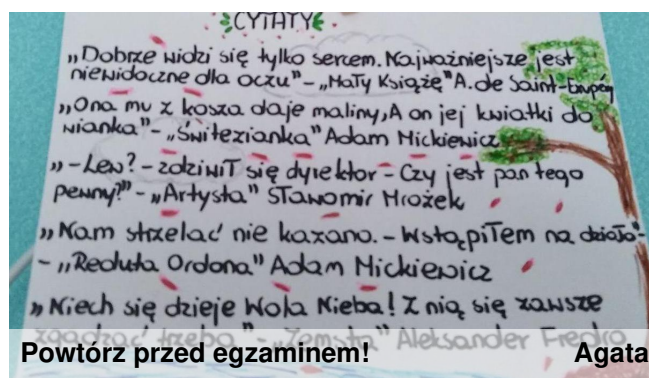 CYTATY
„Dobrze widzi się tylko sercem. Najważniejsze jest
niewidoczne dla oczu" – „Mały Książę" A. de Saint-Exupéry
„Ona mu z kosza daje maliny, A on jej kwiatki do
wianka" – „Świtezianka" Adam Mickiewicz
„– Lew? – zdziwił się dyrektor – Czy jest pan tego
pewny?" – „Artysta" Sławomir Mrożek
„Nam strzelać nie kazano. – Wstąpiłem na działo"
– „Reduta Ordona" Adam Mickiewicz
„Niech się dzieje Wola Nieba! Z nią się zawsze
zgadzać trzeba" – „Zemsta" Aleksander Fredro
Powtórz przed egzaminem! Agata